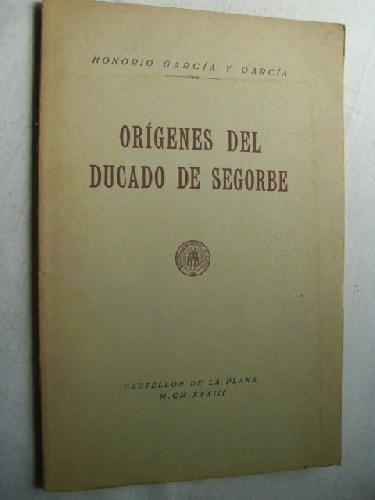 HONORIO GARCÍA Y GARCÍA
ORÍGENES DEL
DUCADO DE SEGORBE
CASTELLON DE LA PLANA
M.CM.XXXIII